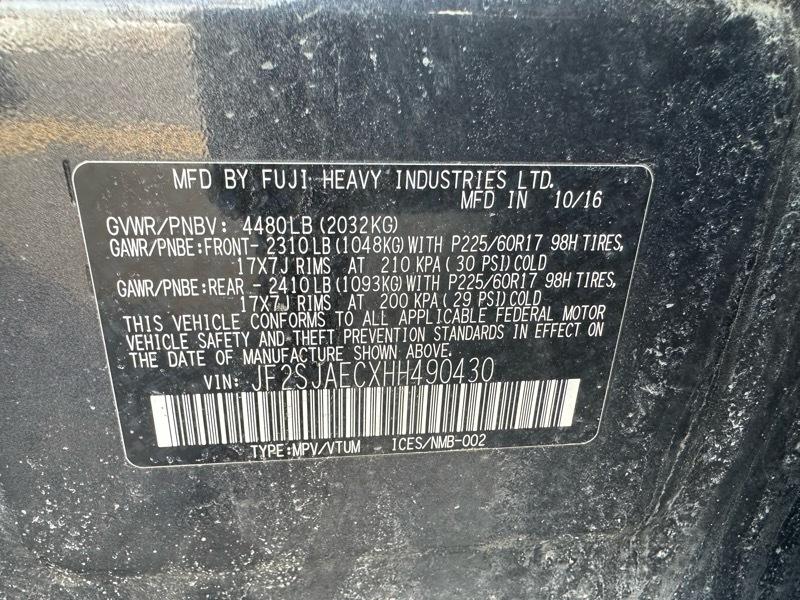 MFD BY FUJI HEAVY INDUSTRIES LTD.
MFD IN 10/16
GVWR/PNBV: 4480LB(2032KG)
GAWR/PNBE:FRONT- 2310LB(1048KG)WITH P225/60R17 98H TIRES,
17X7J RIMS AT 210 KPA(30 PSI)COLD
GAWR/PNBE:REAR - 2410LB(1093KG)WITH P225/60R17 98H TIRES,
17X7J RIMS AT 200 KPA(29 PSI)COLD
THIS VEHICLE CONFORMS TO ALL APPLICABLE FEDERAL MOTOR
VEHICLE SAFETY AND THEFT PREVENTION STANDARDS IN EFFECT ON
THE DATE OF MANUFACTURE SHOWN ABOVE.
VIN: JF2SJAECXHH490430
TYPE:MPV/VTUM ICES/NMB-002